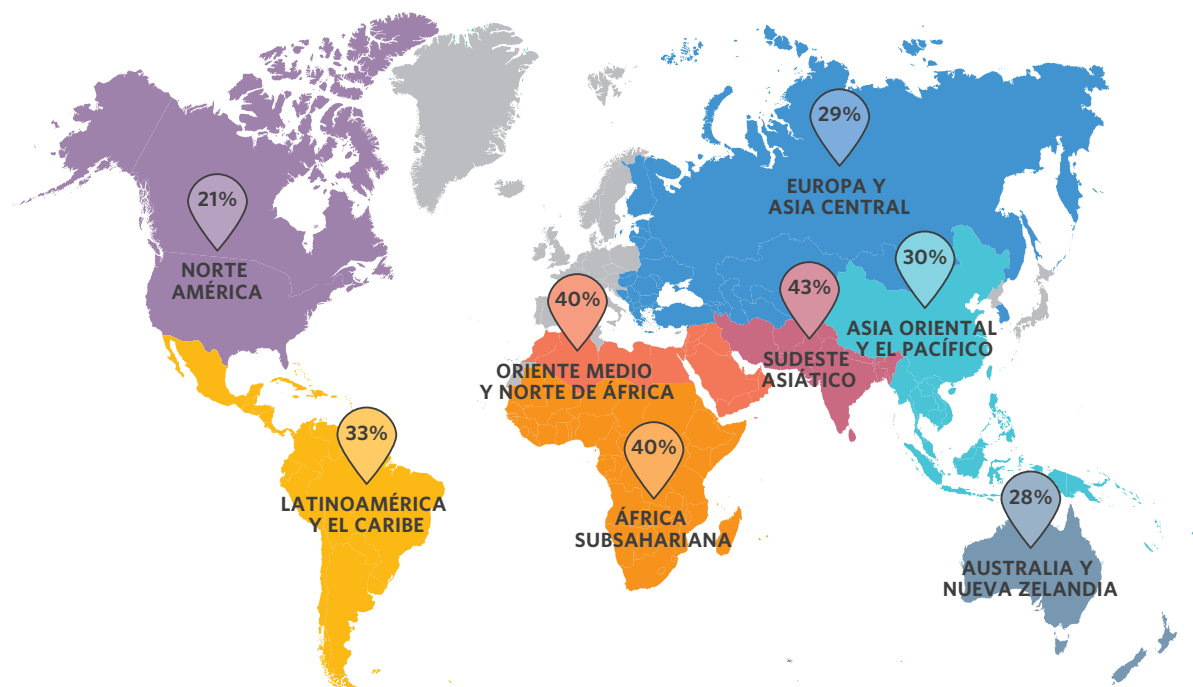 29%
EUROPA Y
ASIA CENTRAL
21%
NORTE
AMÉRICA
30%
ASIA ORIENTAL
Y EL PACÍFICO
43%
SUDESTE
ASIÁTICO
40%
ORIENTE MEDIO
Y NORTE DE ÁFRICA
33%
LATINOAMÉRICA
Y EL CARIBE
40%
ÁFRICA
SUBSAHARIANA
28%
AUSTRALIA Y
NUEVA ZELANDIA